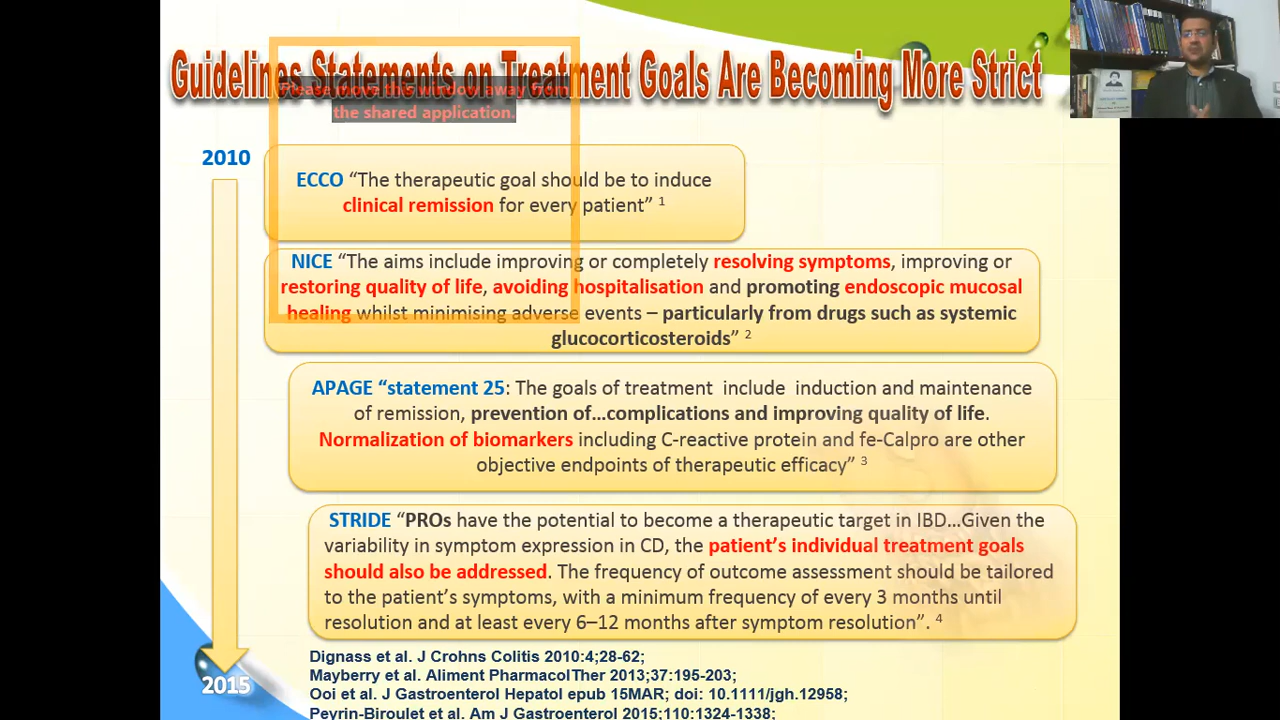 Guidelines Statements on Treatment Goals Are Becoming More Strict
Please move this window away from
the shared application.
2010
ECCO “The therapeutic goal should be to induce
clinical remission for every patient” 1
NICE “The aims include improving or completely resolving symptoms, improving or
restoring quality of life, avoiding hospitalisation and promoting endoscopic mucosal
healing whilst minimising adverse events – particularly from drugs such as systemic
glucocorticosteroids” 2
APAGE “statement 25: The goals of treatment include induction and maintenance
of remission, prevention of…complications and improving quality of life.
Normalization of biomarkers including C-reactive protein and fe-Calpro are other
objective endpoints of therapeutic efficacy” 3
STRIDE “PROs have the potential to become a therapeutic target in IBD…Given the
variability in symptom expression in CD, the patient’s individual treatment goals
should also be addressed. The frequency of outcome assessment should be tailored
to the patient’s symptoms, with a minimum frequency of every 3 months until
resolution and at least every 6–12 months after symptom resolution”. 4
2015
Dignass et al. J Crohns Colitis 2010:4;28-62;
Mayberry et al. Aliment PharmacolTher 2013;37:195-203;
Ooi et al. J Gastroenterol Hepatol epub 15MAR; doi: 10.1111/jgh.12958;
Peyrin-Biroulet et al. Am J Gastroenterol 2015;110:1324-1338;